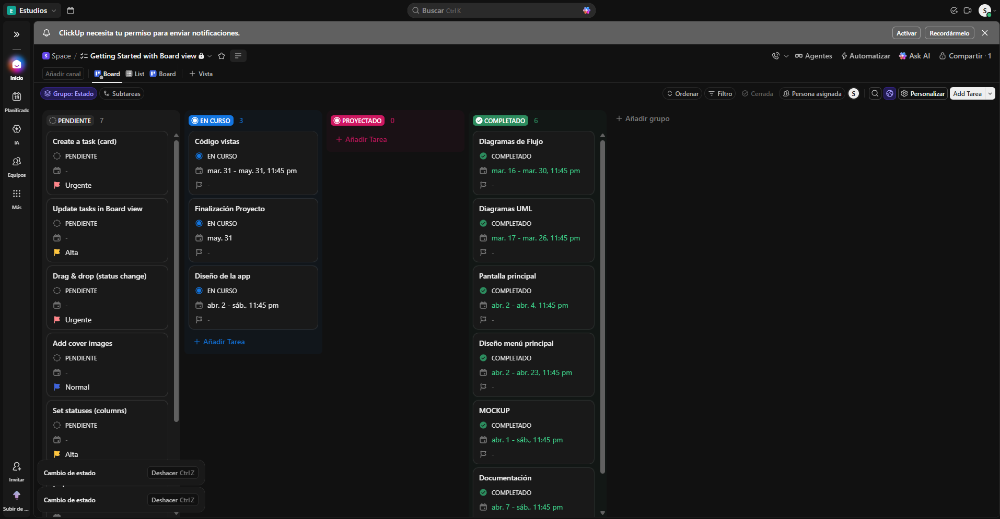 E Estudios
Buscar Ctrl K
S
ClickUp necesita tu permiso para enviar notificaciones.
Activar
Recordármelo
S Space / Getting Started with Board view
Agentes
Automatizar
Ask AI
Compartir · 1
Añadir canal
Board
List
Board
+ Vista
Grupo: Estado
Subtareas
Ordenar
Filtro
Cerrada
Persona asignada
S
Personalizar
Add Tarea
Inicio
19
Planificado
IA
Equipos
Más
Invitar
Subir de ...
PENDIENTE 7
Create a task (card)
PENDIENTE
-
Urgente
Update tasks in Board view
PENDIENTE
-
Alta
Drag & drop (status change)
PENDIENTE
-
Urgente
Add cover images
PENDIENTE
-
Normal
Set statuses (columns)
PENDIENTE
-
Alta
EN CURSO 3
Código vistas
EN CURSO
mar. 31 - may. 31, 11:45 pm
-
Finalización Proyecto
EN CURSO
may. 31
-
Diseño de la app
EN CURSO
abr. 2 - sáb., 11:45 pm
-
+ Añadir Tarea
PROYECTADO 0
+ Añadir Tarea
COMPLETADO 6
Diagramas de Flujo
COMPLETADO
mar. 16 - mar. 30, 11:45 pm
-
Diagramas UML
COMPLETADO
mar. 17 - mar. 26, 11:45 pm
-
Pantalla principal
COMPLETADO
abr. 2 - abr. 4, 11:45 pm
-
Diseño menú principal
COMPLETADO
abr. 2 - abr. 23, 11:45 pm
-
MOCKUP
COMPLETADO
abr. 1 - sáb., 11:45 pm
-
Documentación
COMPLETADO
abr. 7 - sáb., 11:45 pm
+ Añadir grupo
Cambio de estado
Deshacer Ctrl Z
Cambio de estado
Deshacer Ctrl Z